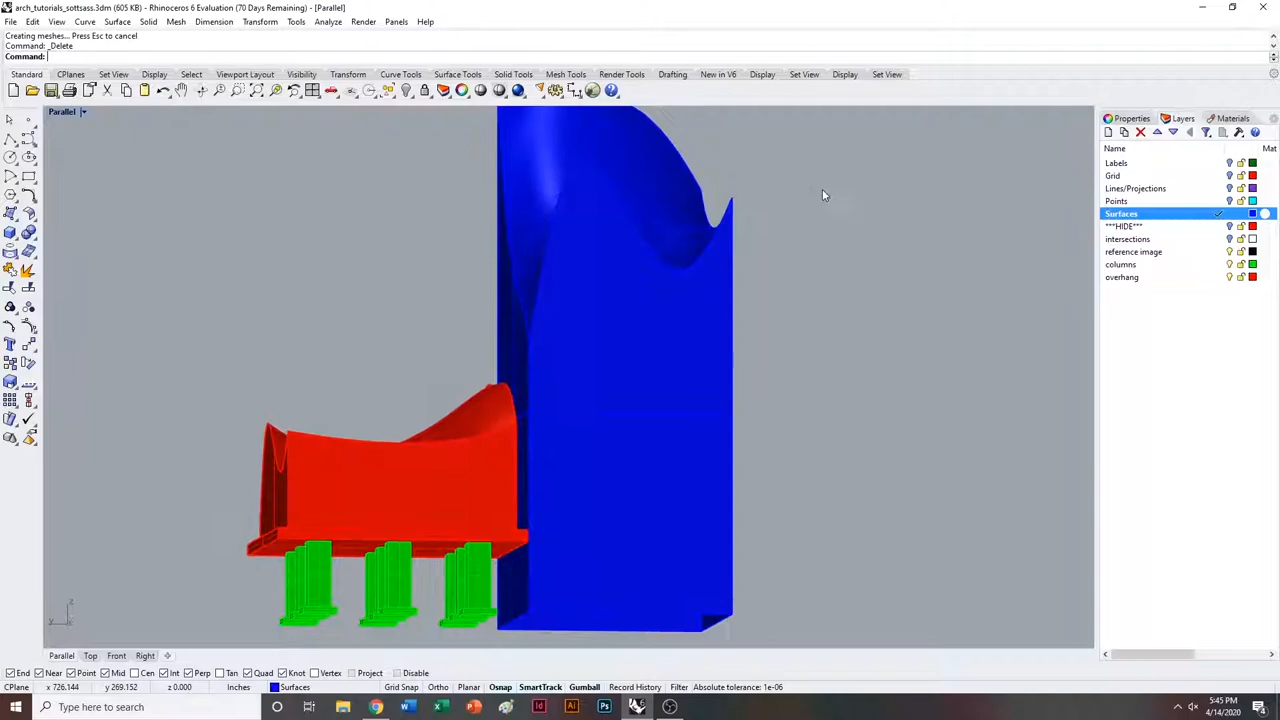 arch_tutorials_sottsass.3dm (605 KB) - Rhinoceros 6 Evaluation (70 Days Remaining) - [Parallel]
File Edit View Curve Surface Solid Mesh Dimension Transform Tools Analyze Render Panels Help
Creating meshes... Press Esc to cancel
Command: _Delete
Command:
Standard CPlanes Set View Display Select Viewport Layout Visibility Transform Curve Tools Surface Tools Solid Tools Mesh Tools Render Tools Drafting New in V6 Display Set View Display Set View
Parallel
Properties Layers Materials
Name Mat
Labels
Grid
Lines/Projections
Points
Surfaces
***HIDE***
intersections
reference image
columns
overhang
z
y
Parallel Top Front Right
End Near Point Mid Cen Int Perp Tan Quad Knot Vertex Project Disable
CPlane x 726.144 y 269.152 z 0.000 Inches Surfaces Grid Snap Ortho Planar Osnap SmartTrack Gumball Record History Filter Absolute tolerance: 1e-06
Type here to search
5:45 PM
4/14/2020